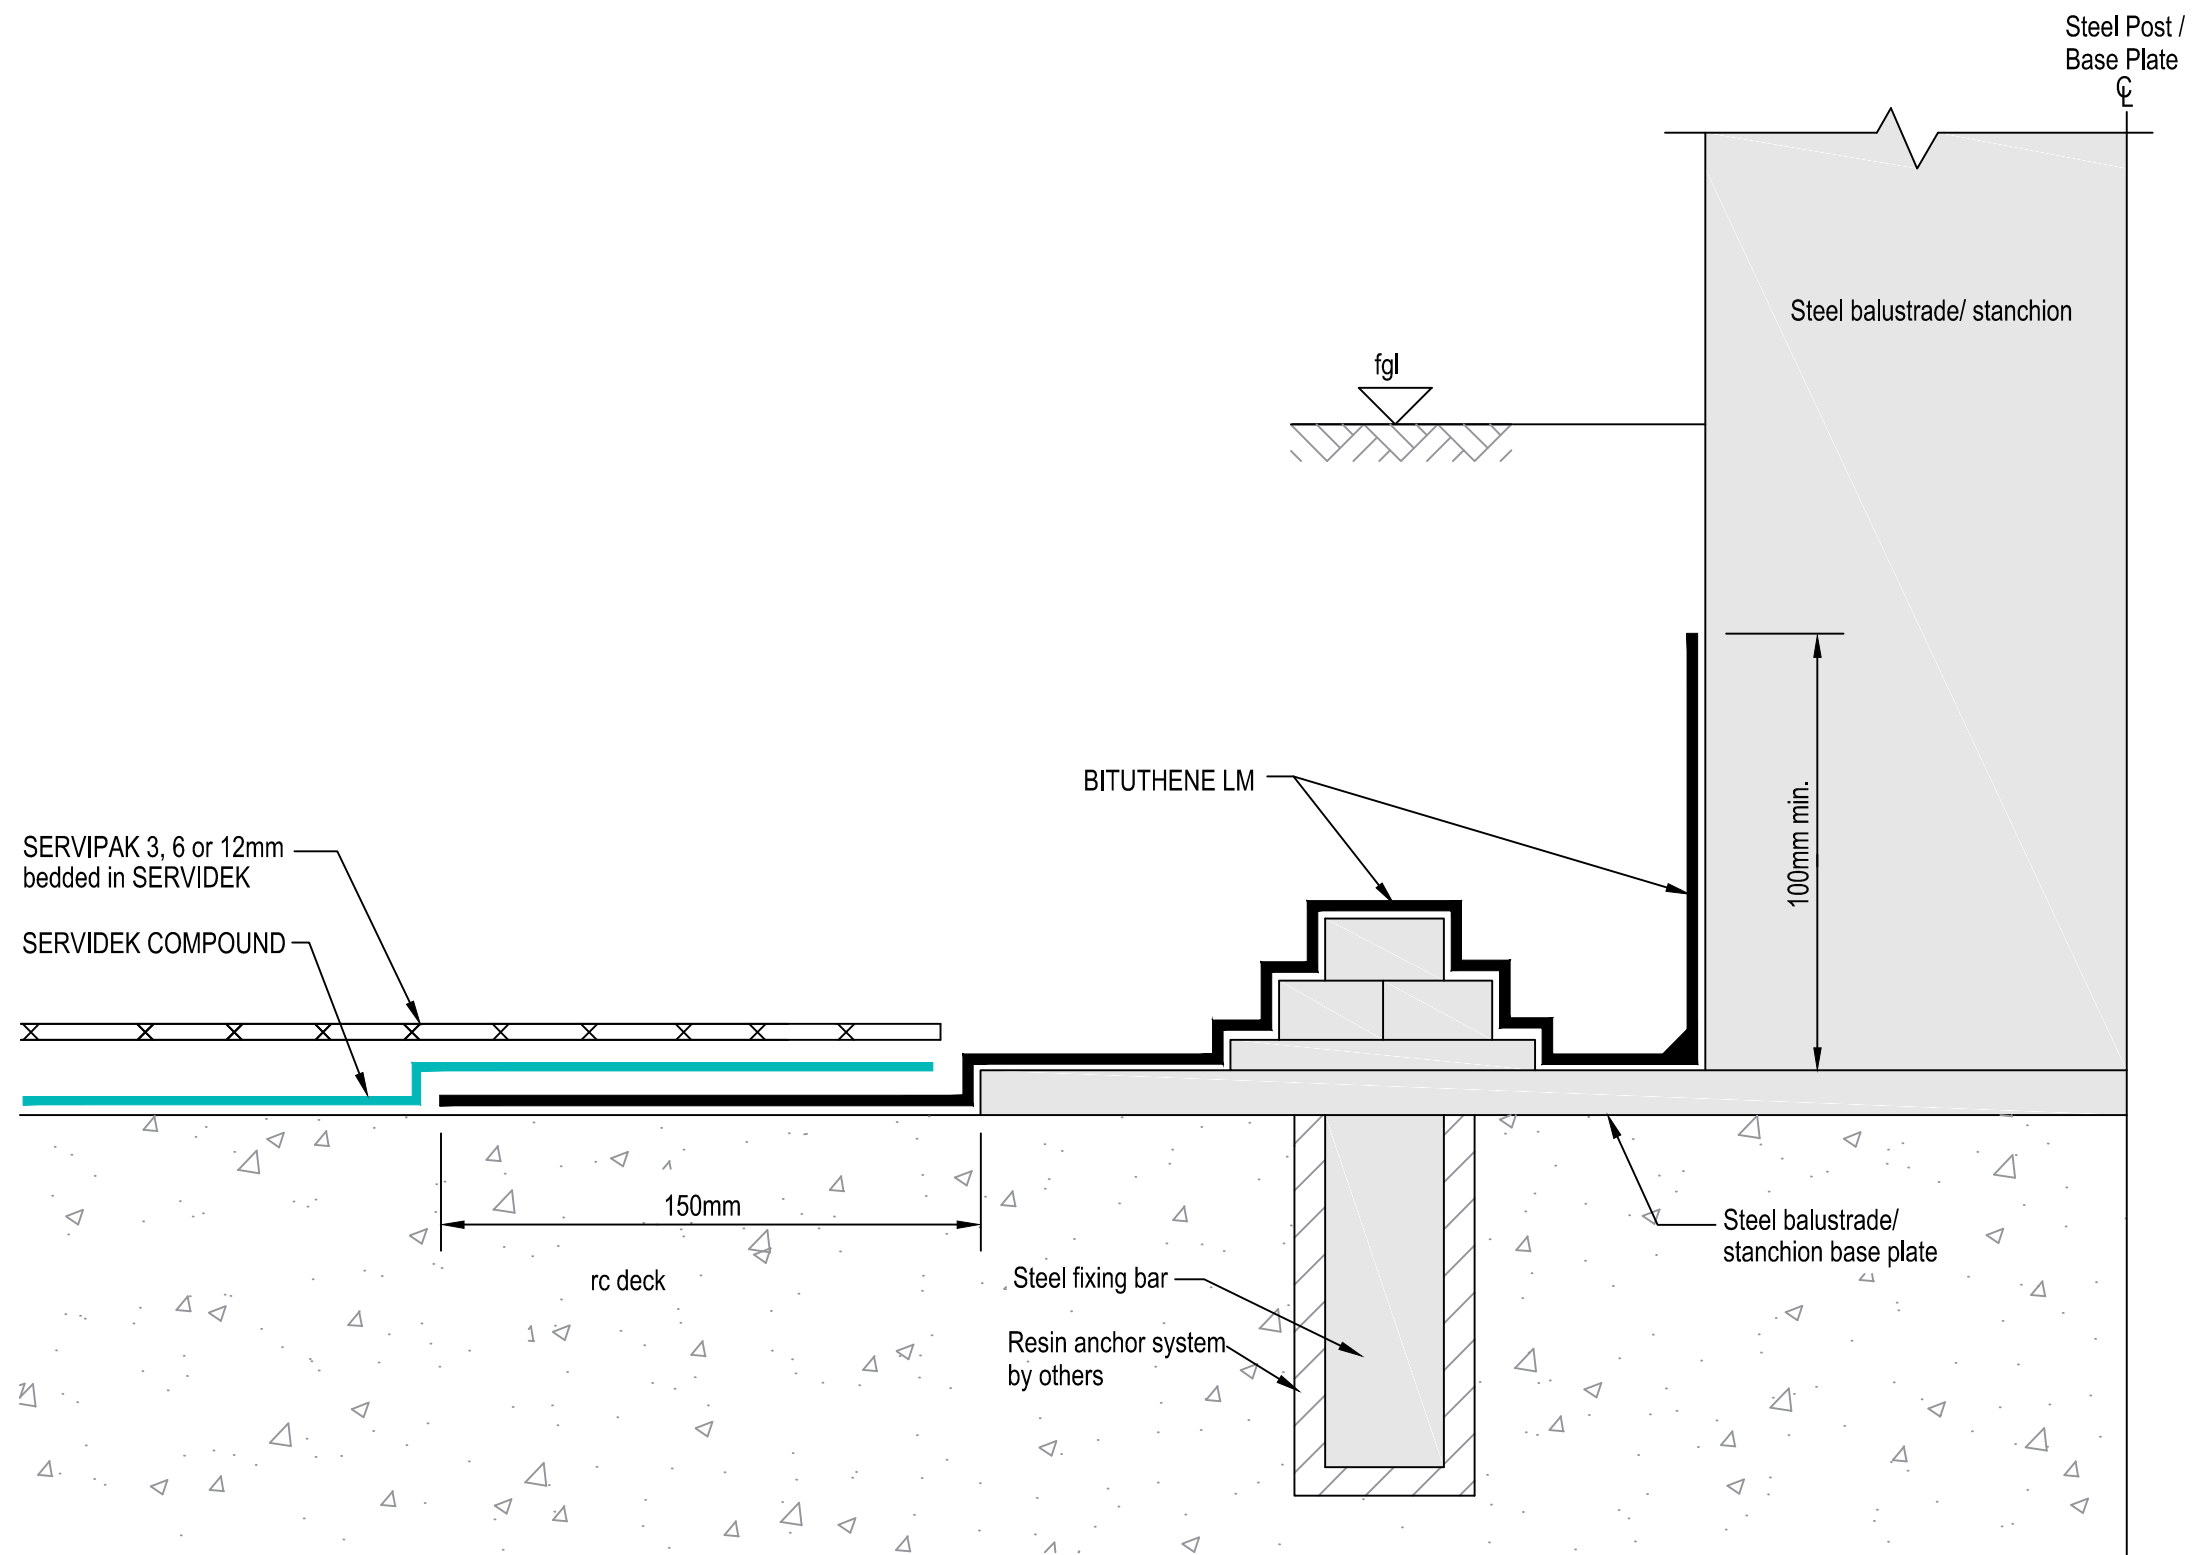 Steel Post /
Base Plate
℄
Steel balustrade/ stanchion
fgl
BITUTHENE LM
100mm min.
SERVIPAK 3, 6 or 12mm
bedded in SERVIDEK
SERVIDEK COMPOUND
150mm
rc deck
Steel balustrade/
stanchion base plate
Steel fixing bar
Resin anchor system
by others